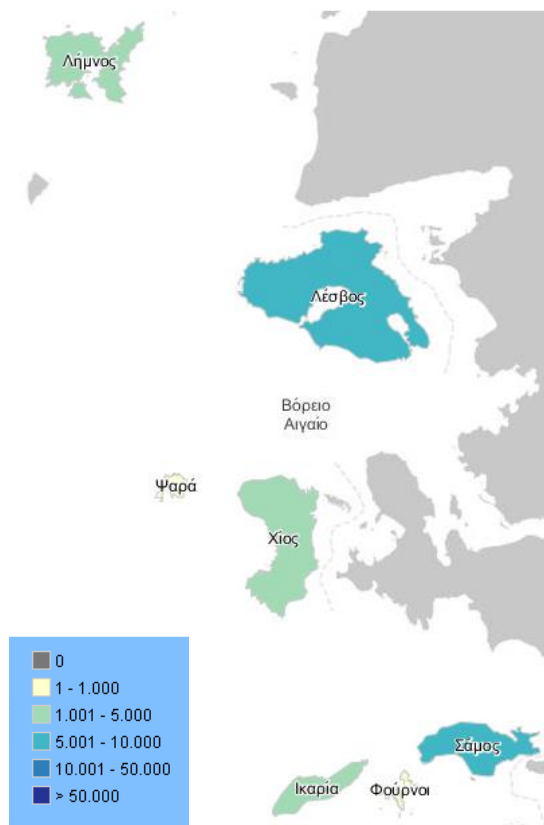 Λήμνος
Λέσβος
Βόρειο
Αιγαίο
Ψαρά
Χίος
0
1 - 1.000
1.001 - 5.000
5.001 - 10.000
10.001 - 50.000
> 50.000
Σάμος
Ικαρία
Φούρνοι